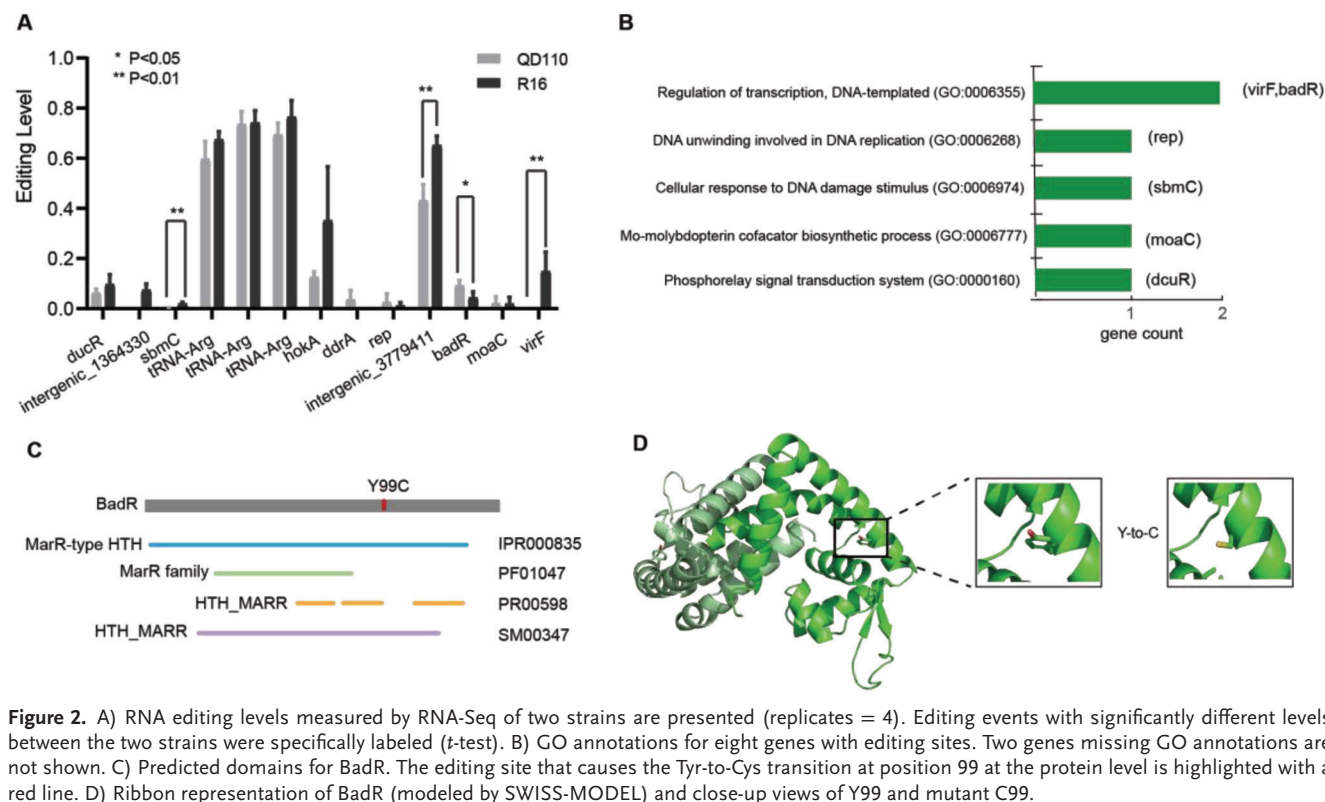 A
* P<0.05
** P<0.01
QD110
R16
Editing Level
1.0
0.8
0.6
0.4
0.2
0.0
**
**
*
**
ducR
intergenic_1364330
sbmC
tRNA-Arg
tRNA-Arg
tRNA-Arg
hokA
ddrA
rep
intergenic_3779411
badR
moaC
virF
B
Regulation of transcription, DNA-templated (GO:0006355)
(virF,badR)
DNA unwinding involved in DNA replication (GO:0006268)
(rep)
Cellular response to DNA damage stimulus (GO:0006974)
(sbmC)
Mo-molybdopterin cofacator biosynthetic process (GO:0006777)
(moaC)
Phosphorelay signal transduction system (GO:0000160)
(dcuR)
1 2
gene count
C
Y99C
BadR
MarR-type HTH IPR000835
MarR family PF01047
HTH_MARR PR00598
HTH_MARR SM00347
D
Y-to-C
Figure 2. A) RNA editing levels measured by RNA-Seq of two strains are presented (replicates = 4). Editing events with significantly different levels
between the two strains were specifically labeled (t-test). B) GO annotations for eight genes with editing sites. Two genes missing GO annotations are
not shown. C) Predicted domains for BadR. The editing site that causes the Tyr-to-Cys transition at position 99 at the protein level is highlighted with a
red line. D) Ribbon representation of BadR (modeled by SWISS-MODEL) and close-up views of Y99 and mutant C99.